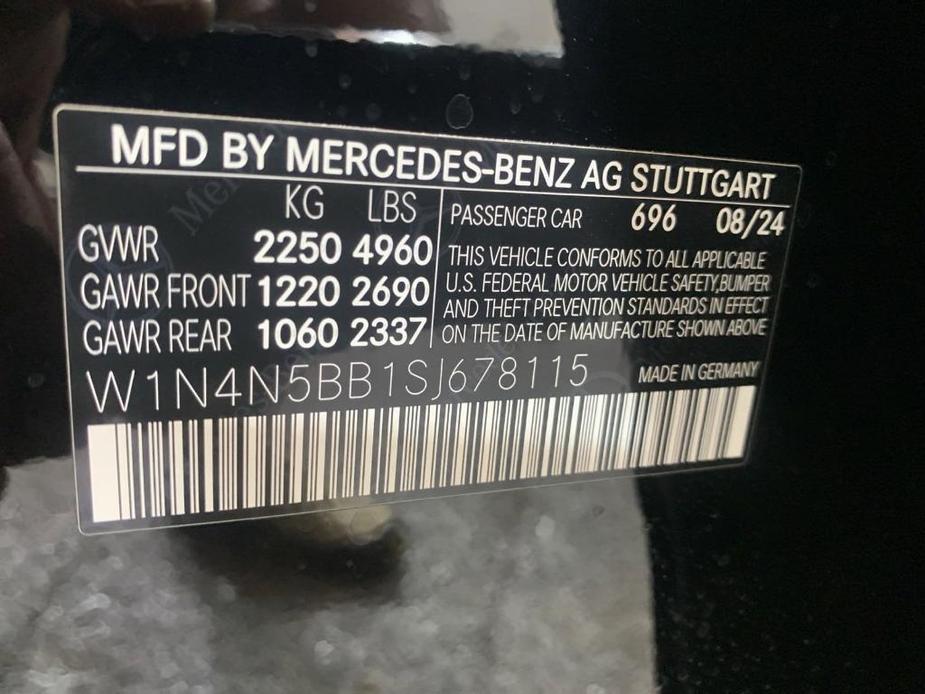 MFD BY MERCEDES-BENZ AG STUTTGART
KG LBS
GVWR 2250 4960
GAWR FRONT 1220 2690
GAWR REAR 1060 2337
PASSENGER CAR 696 08/24
THIS VEHICLE CONFORMS TO ALL APPLICABLE
U.S. FEDERAL MOTOR VEHICLE SAFETY,BUMPER
AND THEFT PREVENTION STANDARDS IN EFFECT
ON THE DATE OF MANUFACTURE SHOWN ABOVE
W1N4N5BB1SJ678115
MADE IN GERMANY